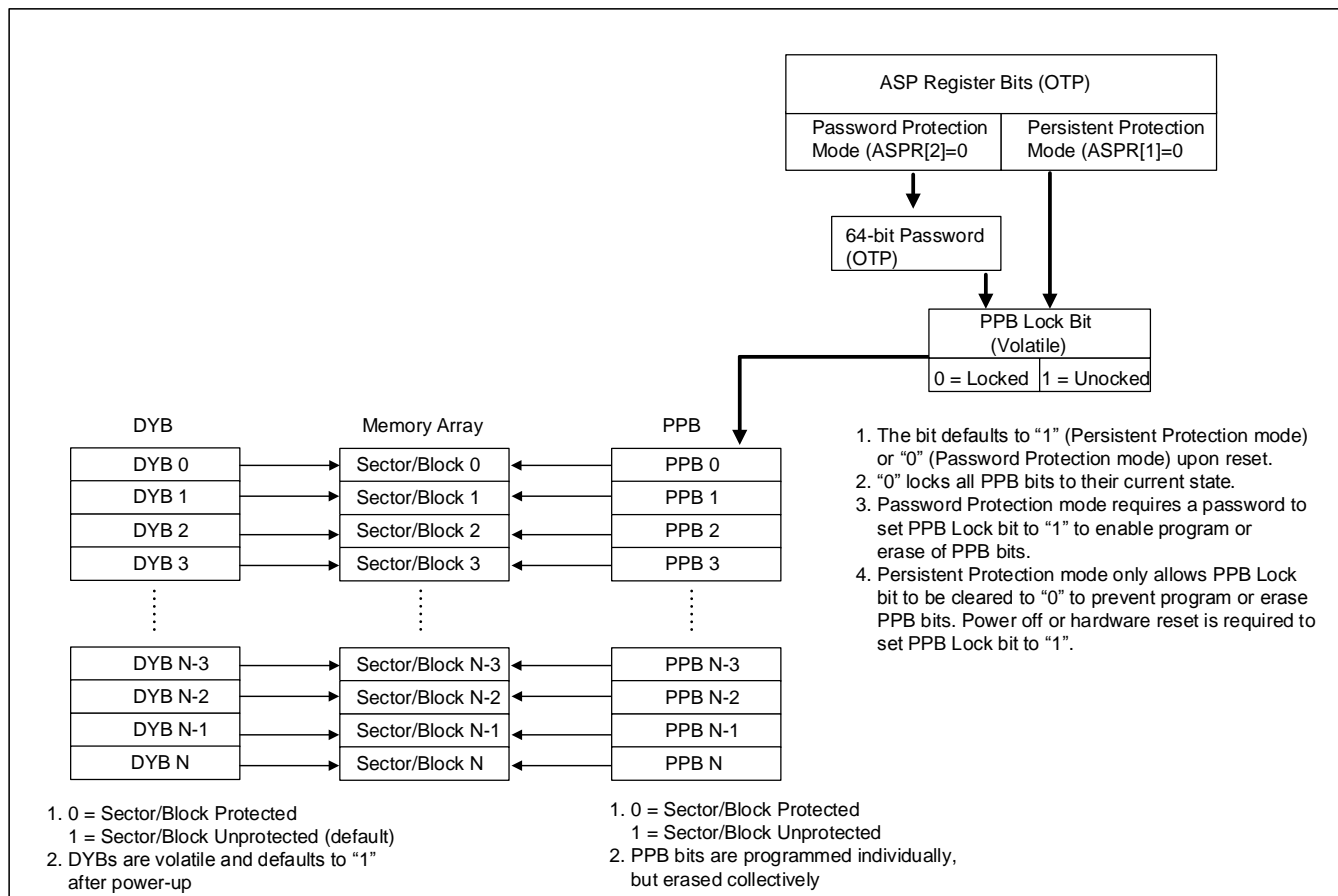 ASP Register Bits (OTP)
Password Protection
Mode (ASPR[2]=0
Persistent Protection
Mode (ASPR[1]=0
64-bit Password
(OTP)
PPB Lock Bit
(Volatile)
0 = Locked
1 = Unocked
1. The bit defaults to “1” (Persistent Protection mode)
or “0” (Password Protection mode) upon reset.
2. “0” locks all PPB bits to their current state.
3. Password Protection mode requires a password to
set PPB Lock bit to “1” to enable program or
erase of PPB bits.
4. Persistent Protection mode only allows PPB Lock
bit to be cleared to “0” to prevent program or erase
PPB bits. Power off or hardware reset is required to
set PPB Lock bit to “1”.
DYB
Memory Array
PPB
DYB 0
Sector/Block 0
PPB 0
DYB 1
Sector/Block 1
PPB 1
DYB 2
Sector/Block 2
PPB 2
DYB 3
Sector/Block 3
PPB 3
DYB N-3
Sector/Block N-3
PPB N-3
DYB N-2
Sector/Block N-2
PPB N-2
DYB N-1
Sector/Block N-1
PPB N-1
DYB N
Sector/Block N
PPB N
1. 0 = Sector/Block Protected
1 = Sector/Block Unprotected (default)
2. DYBs are volatile and defaults to “1”
after power-up
1. 0 = Sector/Block Protected
1 = Sector/Block Unprotected
2. PPB bits are programmed individually,
but erased collectively